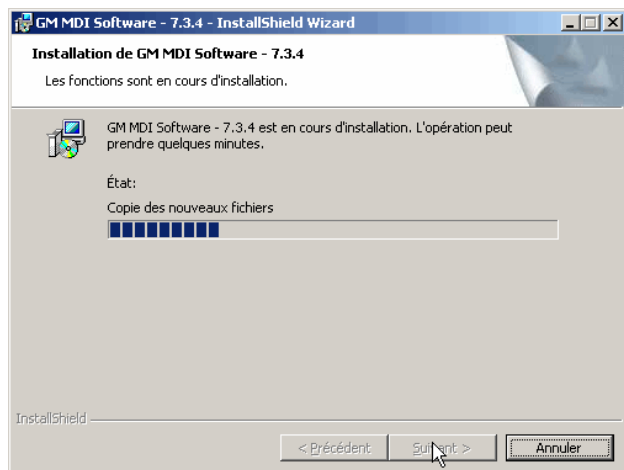 GM MDI Software - 7.3.4 - InstallShield Wizard
Installation de GM MDI Software - 7.3.4
Les fonctions sont en cours d'installation.
GM MDI Software - 7.3.4 est en cours d'installation. L'opération peut
prendre quelques minutes.
État:
Copie des nouveaux fichiers
InstallShield
< Précédent Suivant > Annuler